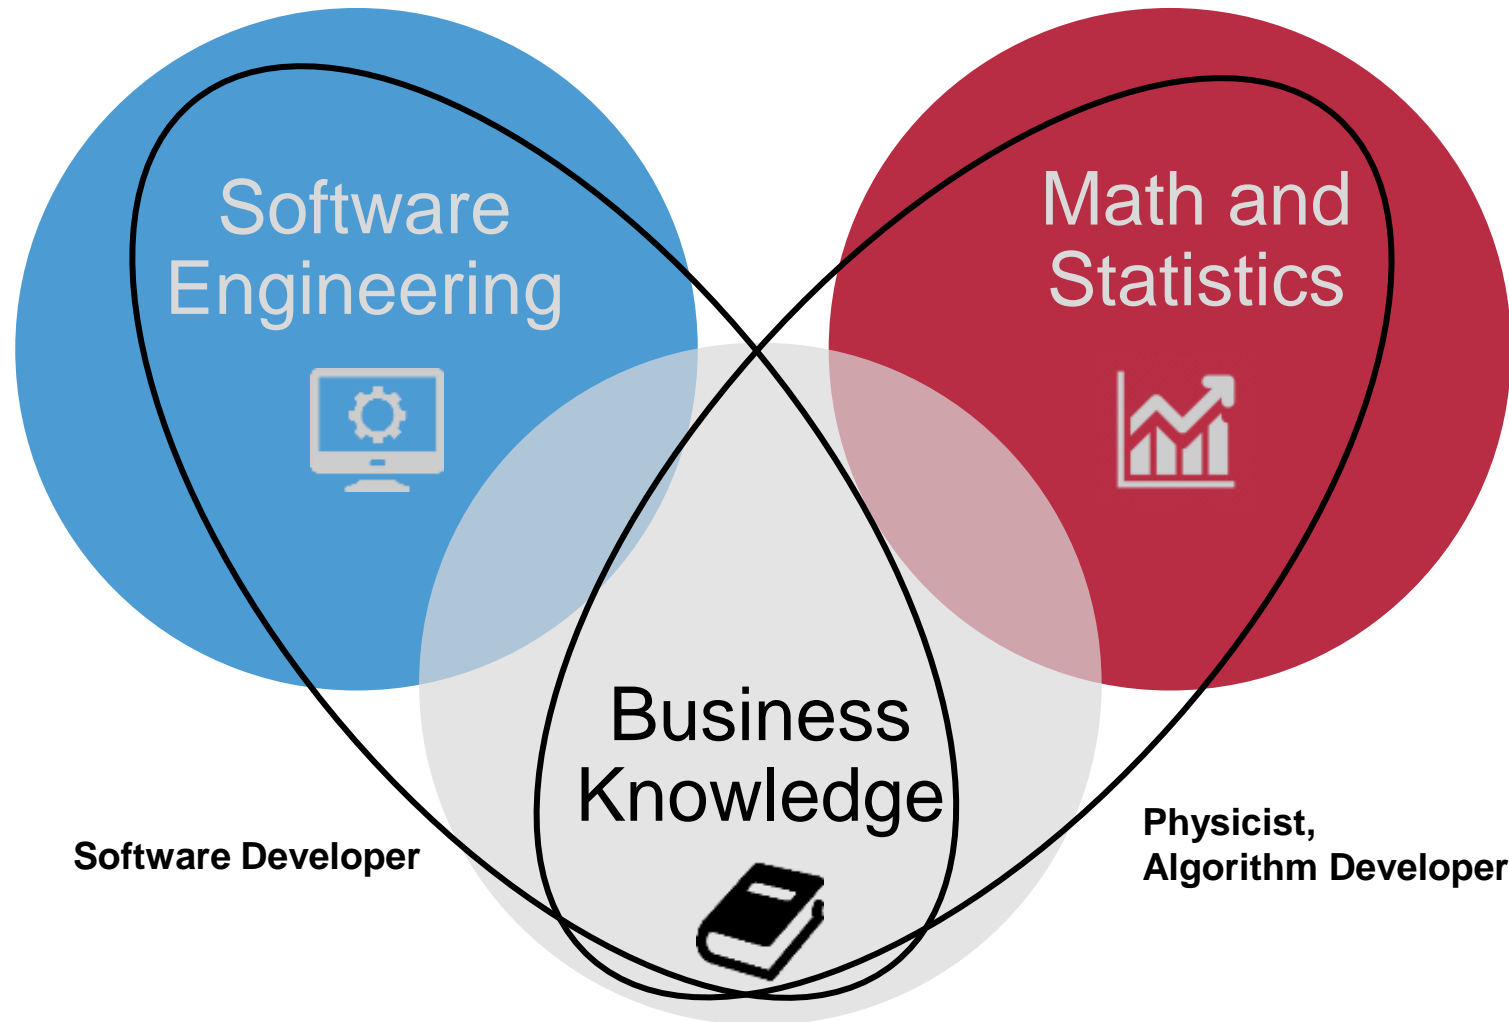 Software
Engineering
Math and
Statistics
Business
Knowledge
Software Developer
Physicist,
Algorithm Developer